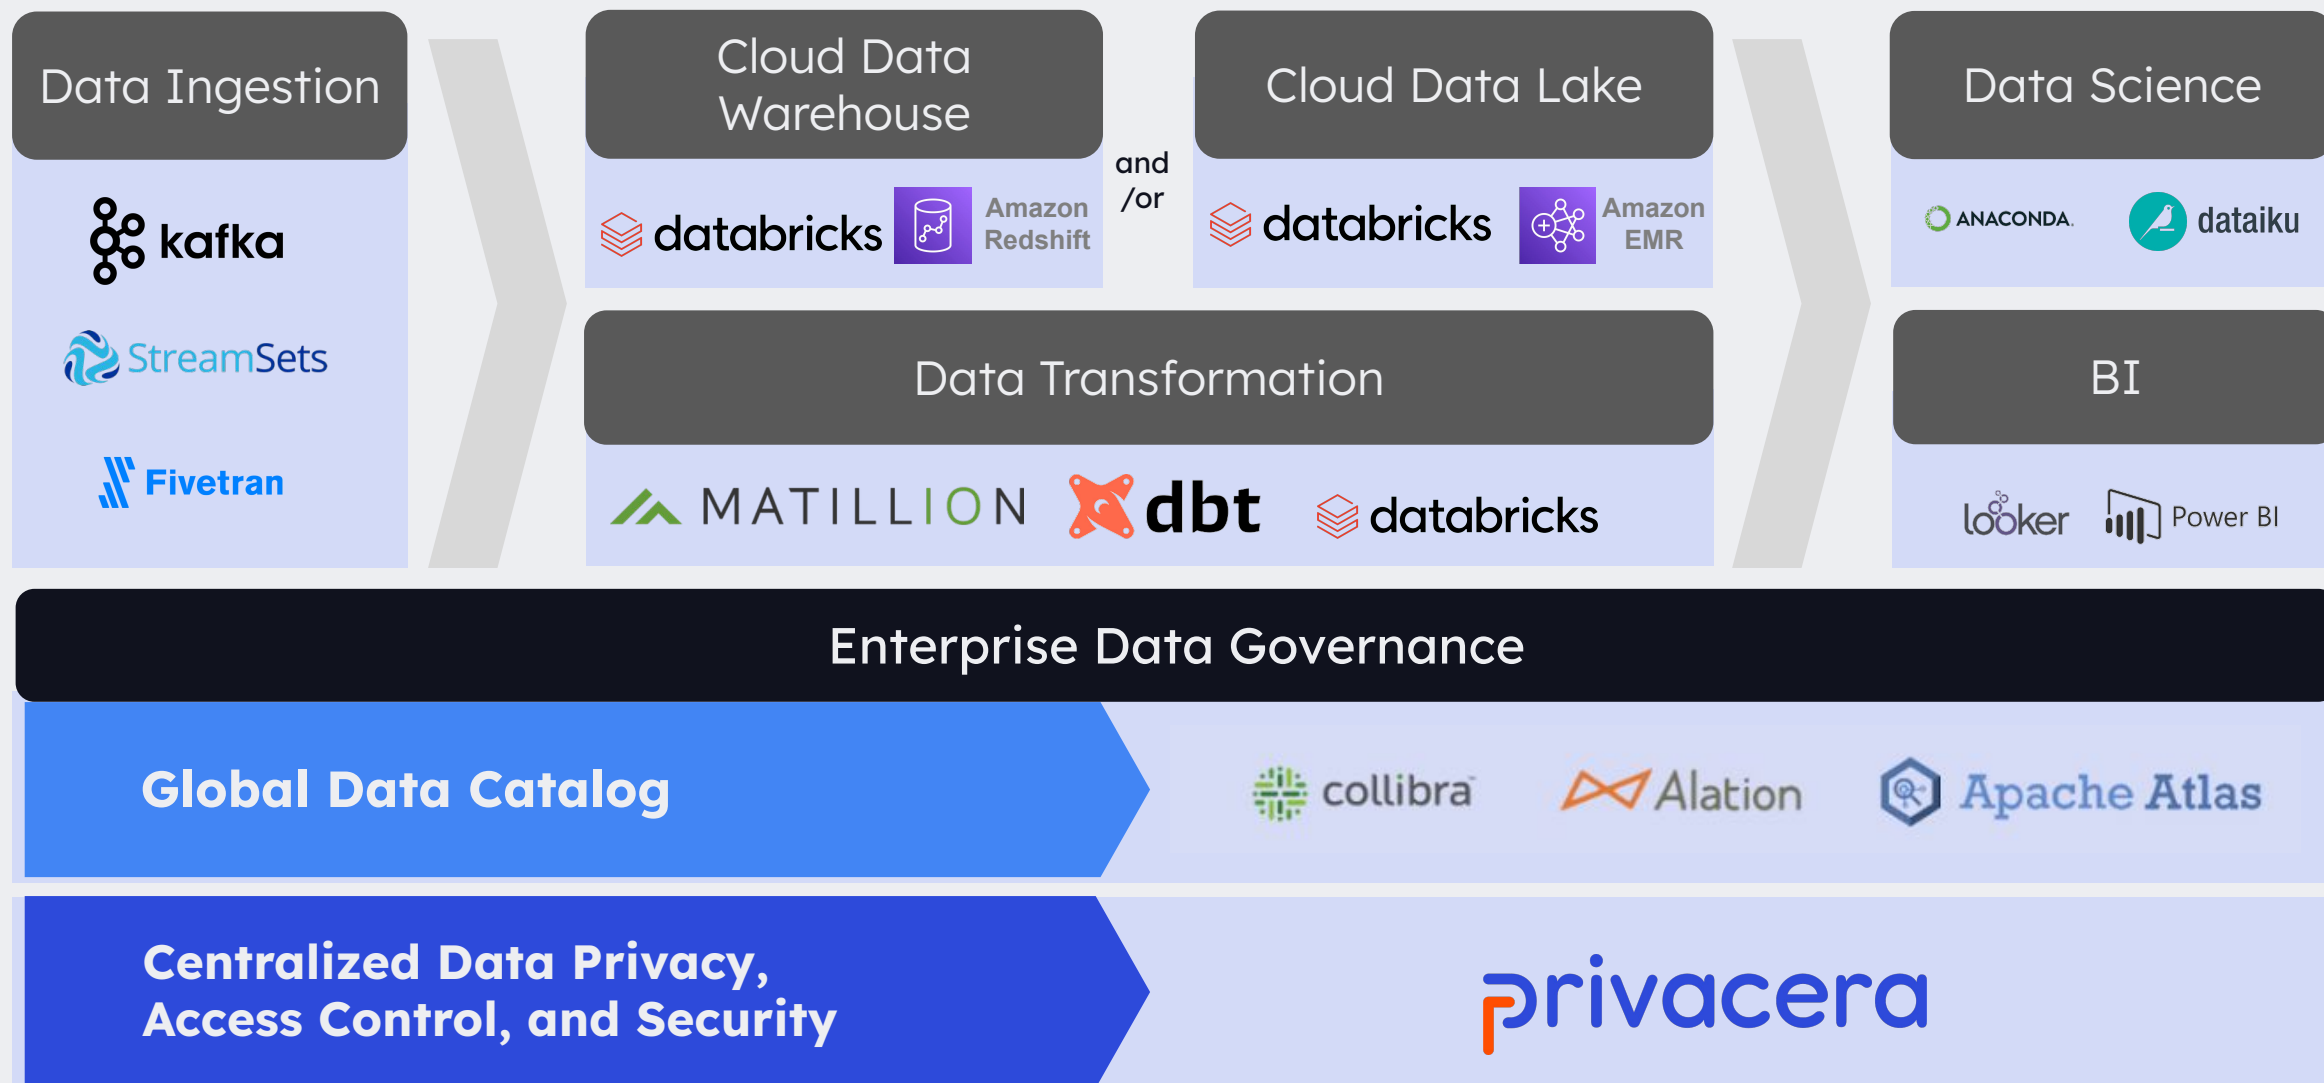 Data Ingestion
kafka
StreamSets
Fivetran
Cloud Data
Warehouse
databricks
Amazon
Redshift
and
/or
Cloud Data Lake
databricks
Amazon
EMR
Data Transformation
MATILLION
dbt
databricks
Data Science
ANACONDA.
dataiku
BI
looker
Power BI
Enterprise Data Governance
Global Data Catalog
collibra
Alation
Apache Atlas
Centralized Data Privacy,
Access Control, and Security
privacera